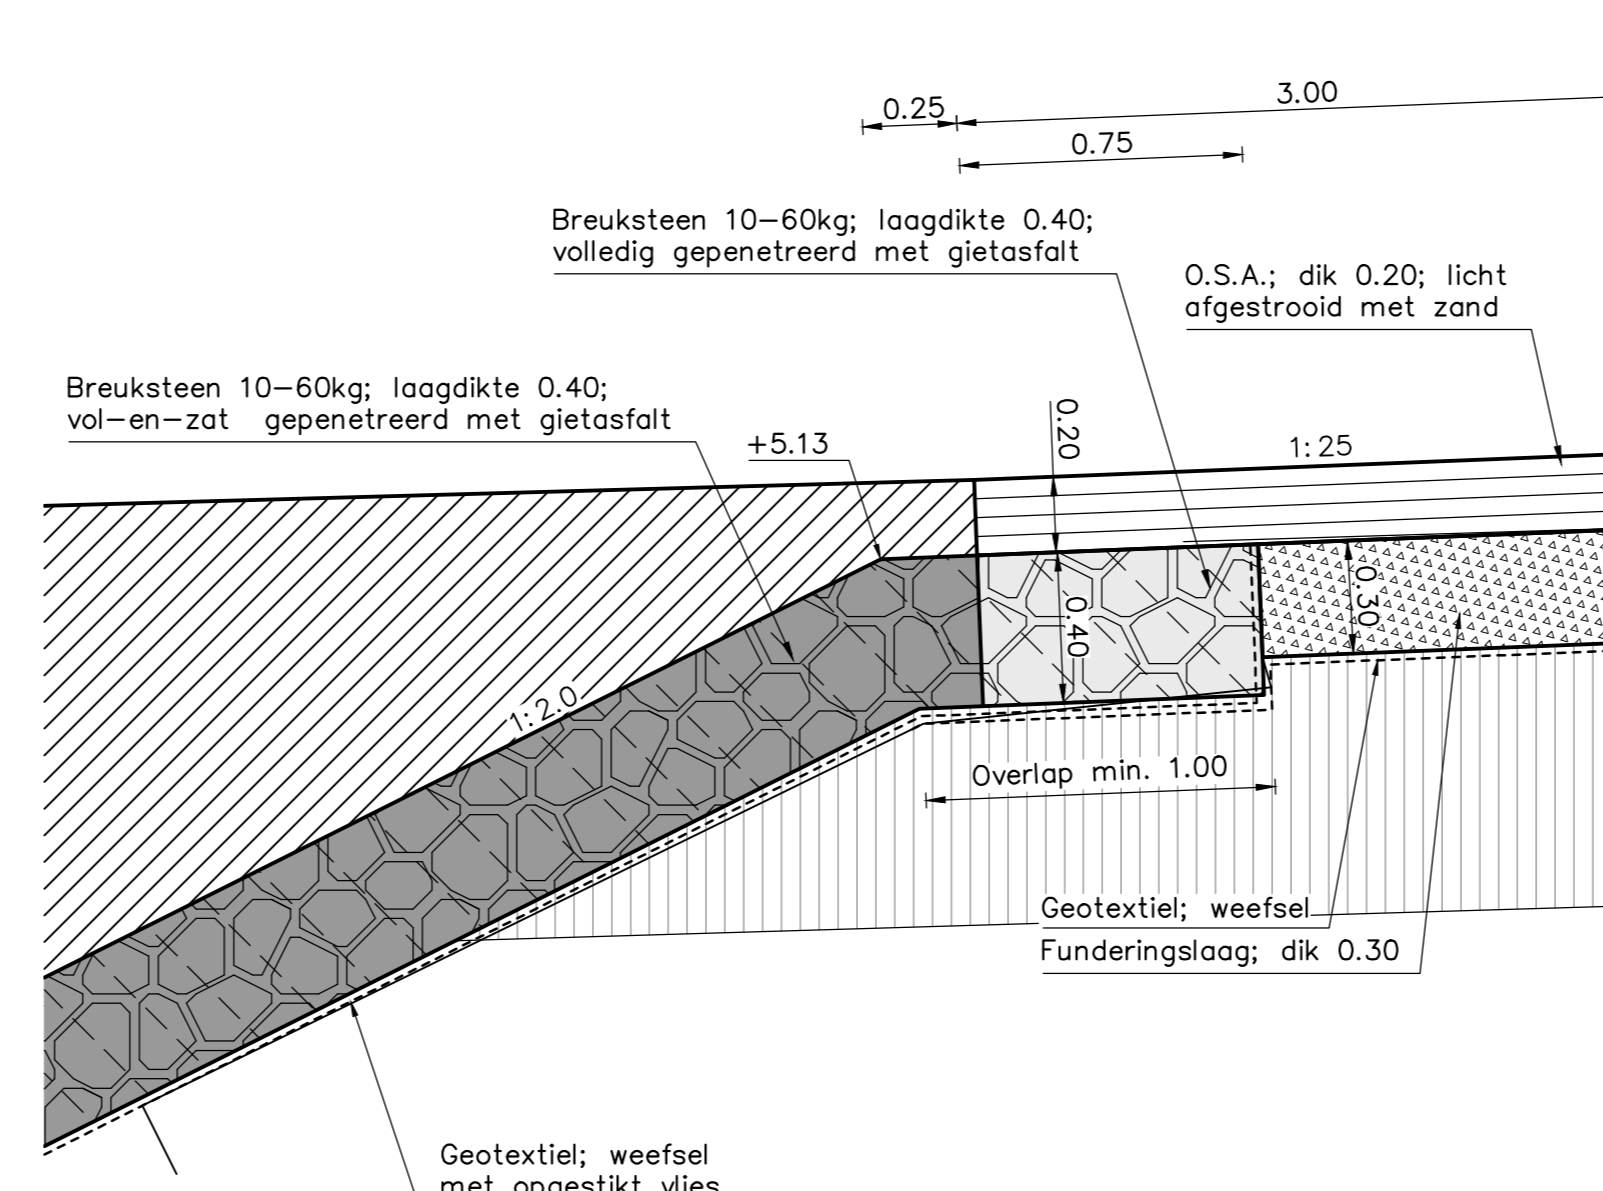 0.25
3.00
0.75
Breuksteen 10-60kg; laagdikte 0.40;
volledig gepenetreerd met gietasfalt
O.S.A.; dik 0.20; licht
afgestrooid met zand
Breuksteen 10-60kg; laagdikte 0.40;
vol-en-zat gepenetreerd met gietasfalt
+5.13
0.20
1:25
0.40
0.30
1:2.0
Overlap min. 1.00
Geotextiel; weefsel
Funderingslaag; dik 0.30
Geotextiel; weefsel
met opgestikt vlies